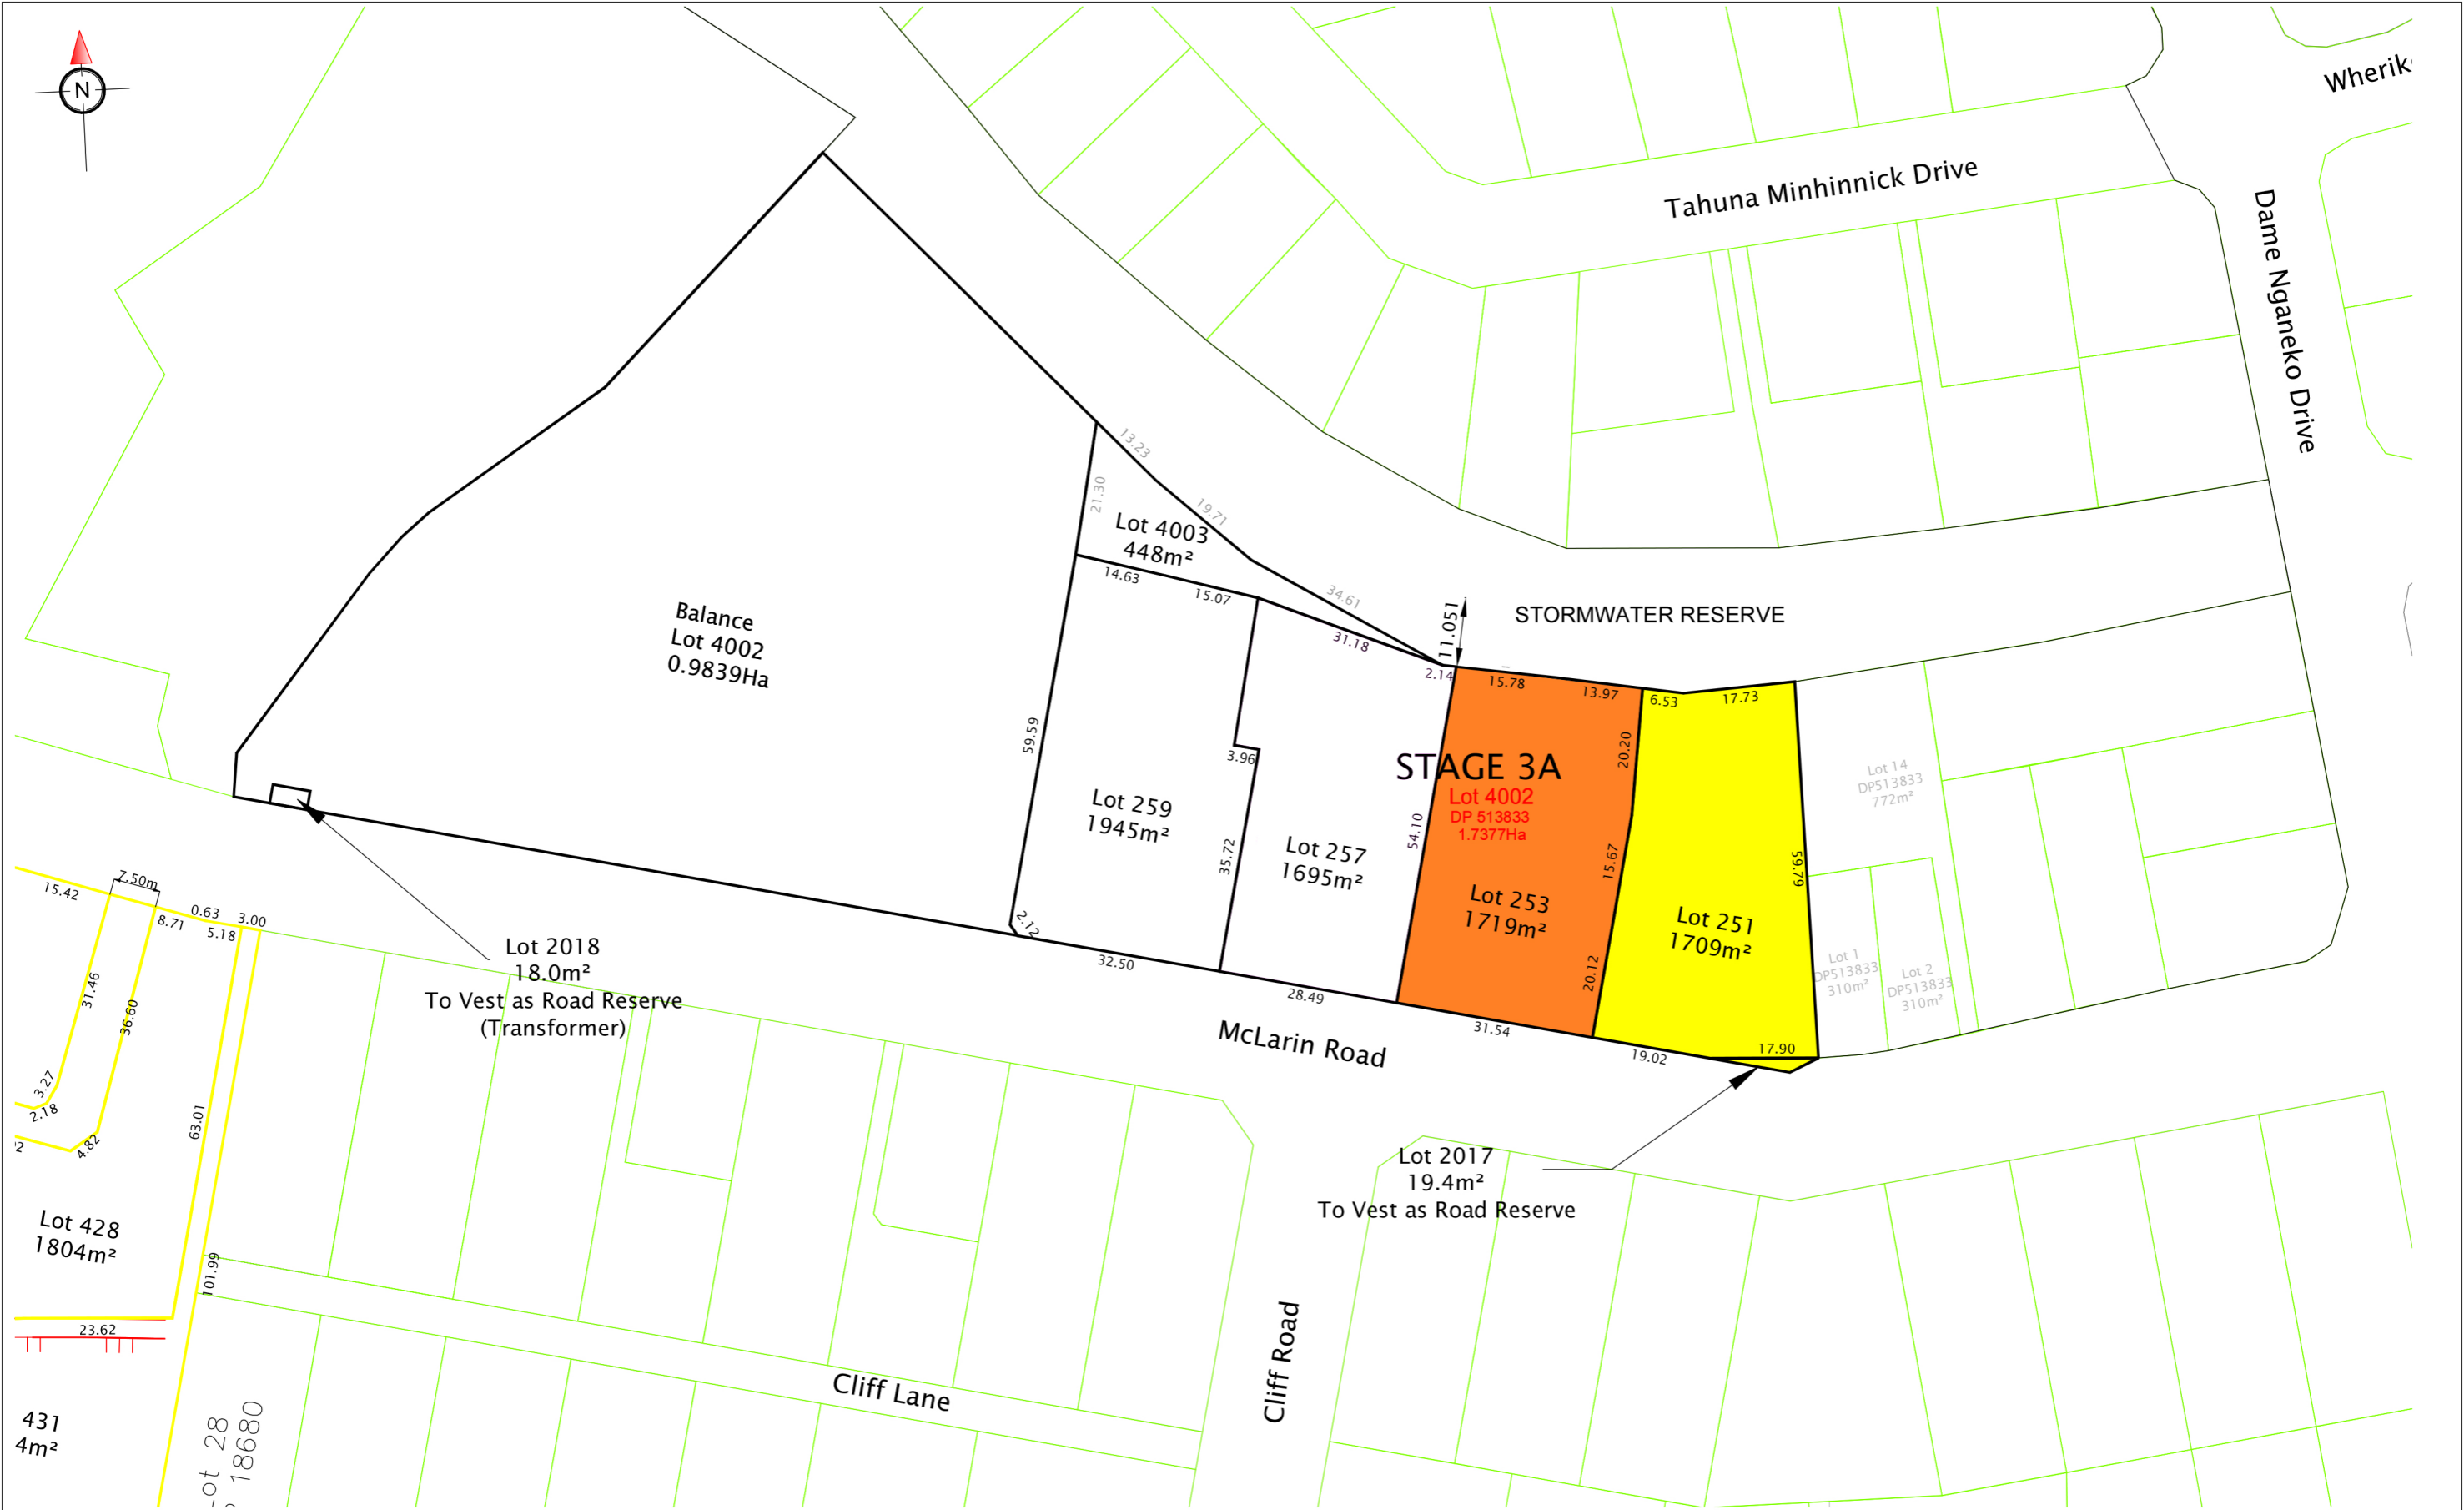 N
Wherik
Tahuna Minhinnick Drive
Dame Nganeko Drive
13.23
21.30
19.71
Lot 4003
448m²
14.63
15.07
34.61
31.18
11.051
STORMWATER RESERVE
Balance
Lot 4002
0.9839Ha
2.14
15.78
13.97
6.53
17.73
59.59
3.96
20.20
STAGE 3A
Lot 4002
DP 513833
1.7377Ha
Lot 14
DP513833
772m²
Lot 259
1945m²
54.10
35.72
Lot 257
1695m²
15.67
59.79
Lot 253
1719m²
Lot 251
1709m²
15.42
7.50m
8.71
0.63
5.18
3.00
2.12
32.50
28.49
31.54
20.12
19.02
17.90
Lot 1
DP513833
310m²
Lot 2
DP513833
310m²
Lot 2018
18.0m²
To Vest as Road Reserve
(Transformer)
31.46
36.60
McLarin Road
3.27
2.18
4.82
2
63.01
Lot 2017
19.4m²
To Vest as Road Reserve
Lot 428
1804m²
101.99
23.62
Cliff Lane
Cliff Road
431
4m²
Lot 28
18680